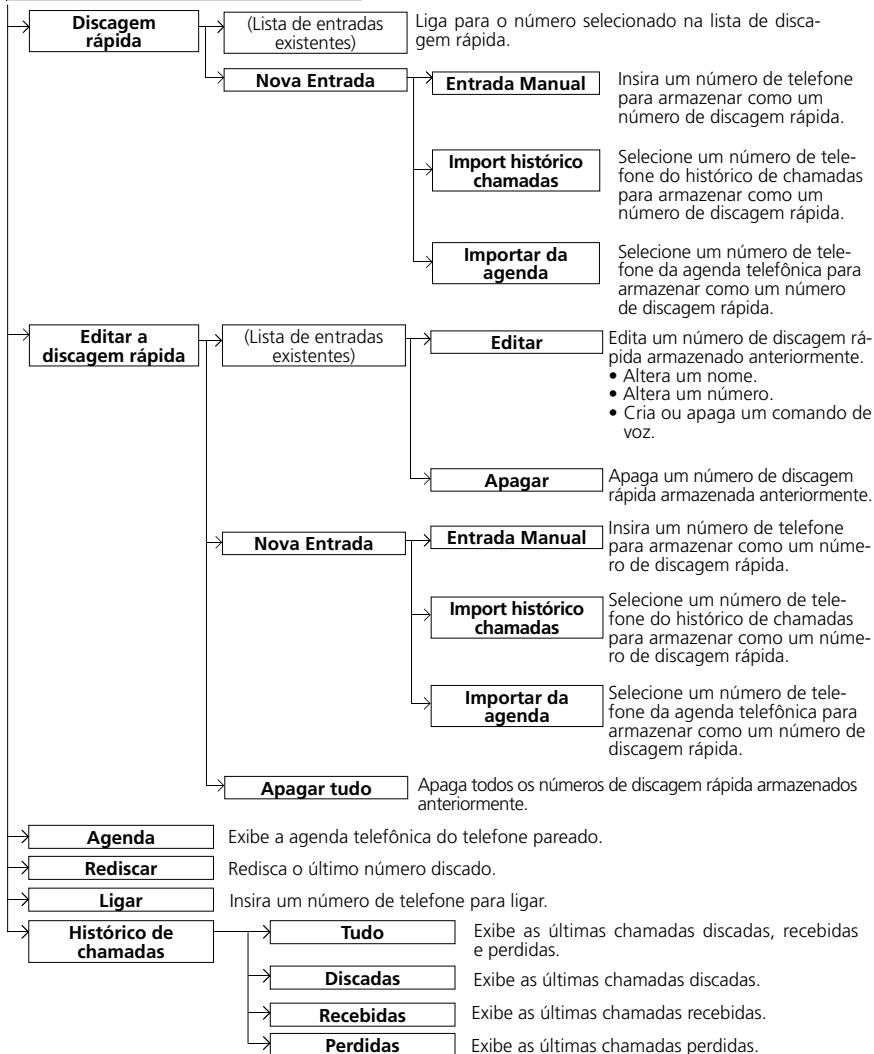 Discagem
rápida
(Lista de entradas
existentes)
Liga para o número selecionado na lista de disca-
gem rápida.
Nova Entrada
Entrada Manual
Insira um número de telefone
para armazenar como um
número de discagem rápida.
Import histórico
chamadas
Selecione um número de tele-
fone do histórico de chamadas
para armazenar como um
número de discagem rápida.
Importar da
agenda
Selecione um número de tele-
fone da agenda telefônica para
armazenar como um número
de discagem rápida.
Editar a
discagem rápida
(Lista de entradas
existentes)
Editar
Edita um número de discagem rá-
pida armazenado anteriormente.
• Altera um nome.
• Altera um número.
• Cria ou apaga um comando de
voz.
Apagar
Apaga um número de discagem
rápida armazenada anteriormente.
Nova Entrada
Entrada Manual
Insira um número de telefone
para armazenar como um núme-
ro de discagem rápida.
Import histórico
chamadas
Selecione um número de tele-
fone do histórico de chamadas
para armazenar como um núme-
ro de discagem rápida.
Importar da
agenda
Selecione um número de tele-
fone da agenda telefônica para
armazenar como um número de
discagem rápida.
Apagar tudo
Apaga todos os números de discagem rápida armazenados
anteriormente.
Agenda
Exibe a agenda telefônica do telefone pareado.
Rediscar
Redisca o último número discado.
Ligar
Insira um número de telefone para ligar.
Histórico de
chamadas
Tudo
Exibe as últimas chamadas discadas, recebidas
e perdidas.
Discadas
Exibe as últimas chamadas discadas.
Recebidas
Exibe as últimas chamadas recebidas.
Perdidas
Exibe as últimas chamadas perdidas.